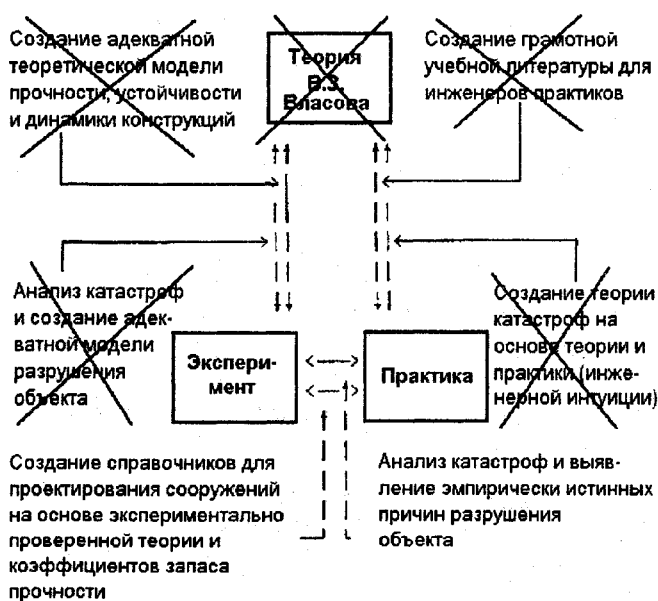 Создание адекватной
теоретической модели
прочности, устойчивости
и динамики конструкций
Теория
В.З.
Власова
Создание грамотной
учебной литературы для
инженеров практиков
Анализ катастроф
и создание адек-
ватной модели
разрушения
объекта
Экспери-
мент
Практика
Создание теории
катастроф на
основе теории и
практики (инже-
нерной интуиции)
Создание справочников для
проектирования сооружений
на основе экспериментально
проверенной теории и
коэффициентов запаса
прочности
Анализ катастроф и выяв-
ление эмпирически истинных
причин разрушения
объекта